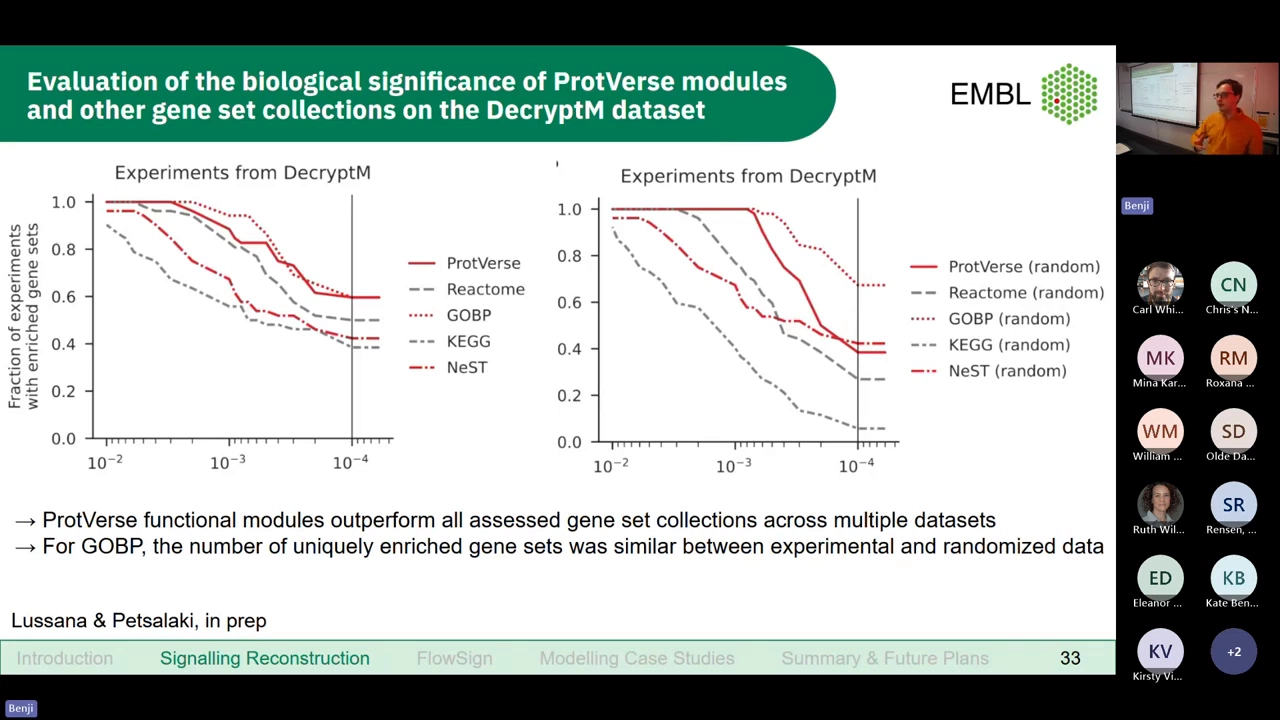 Evaluation of the biological significance of ProtVerse modules
and other gene set collections on the DecryptM dataset
EMBL
Experiments from DecryptM
Fraction of experiments
with enriched gene sets
1.0
0.8
0.6
0.4
0.2
0.0
10⁻²
10⁻³
10⁻⁴
ProtVerse
Reactome
GOBP
KEGG
NeST
Experiments from DecryptM
1.0
0.8
0.6
0.4
0.2
0.0
10⁻²
10⁻³
10⁻⁴
ProtVerse (random)
Reactome (random)
GOBP (random)
KEGG (random)
NeST (random)
→ ProtVerse functional modules outperform all assessed gene set collections across multiple datasets
→ For GOBP, the number of uniquely enriched gene sets was similar between experimental and randomized data
Lussana & Petsalaki, in prep
Introduction
Signalling Reconstruction
FlowSign
Modelling Case Studies
Summary & Future Plans
33
Benji
Benji
Carl Whi...
CN
Chris's N...
MK
Mina Kar...
RM
Roxana ...
WM
William ...
SD
Olde Da...
Ruth Wil...
SR
Rensen, ...
ED
Eleanor ...
KB
Kate Ben...
KV
Kirsty Vi...
+2